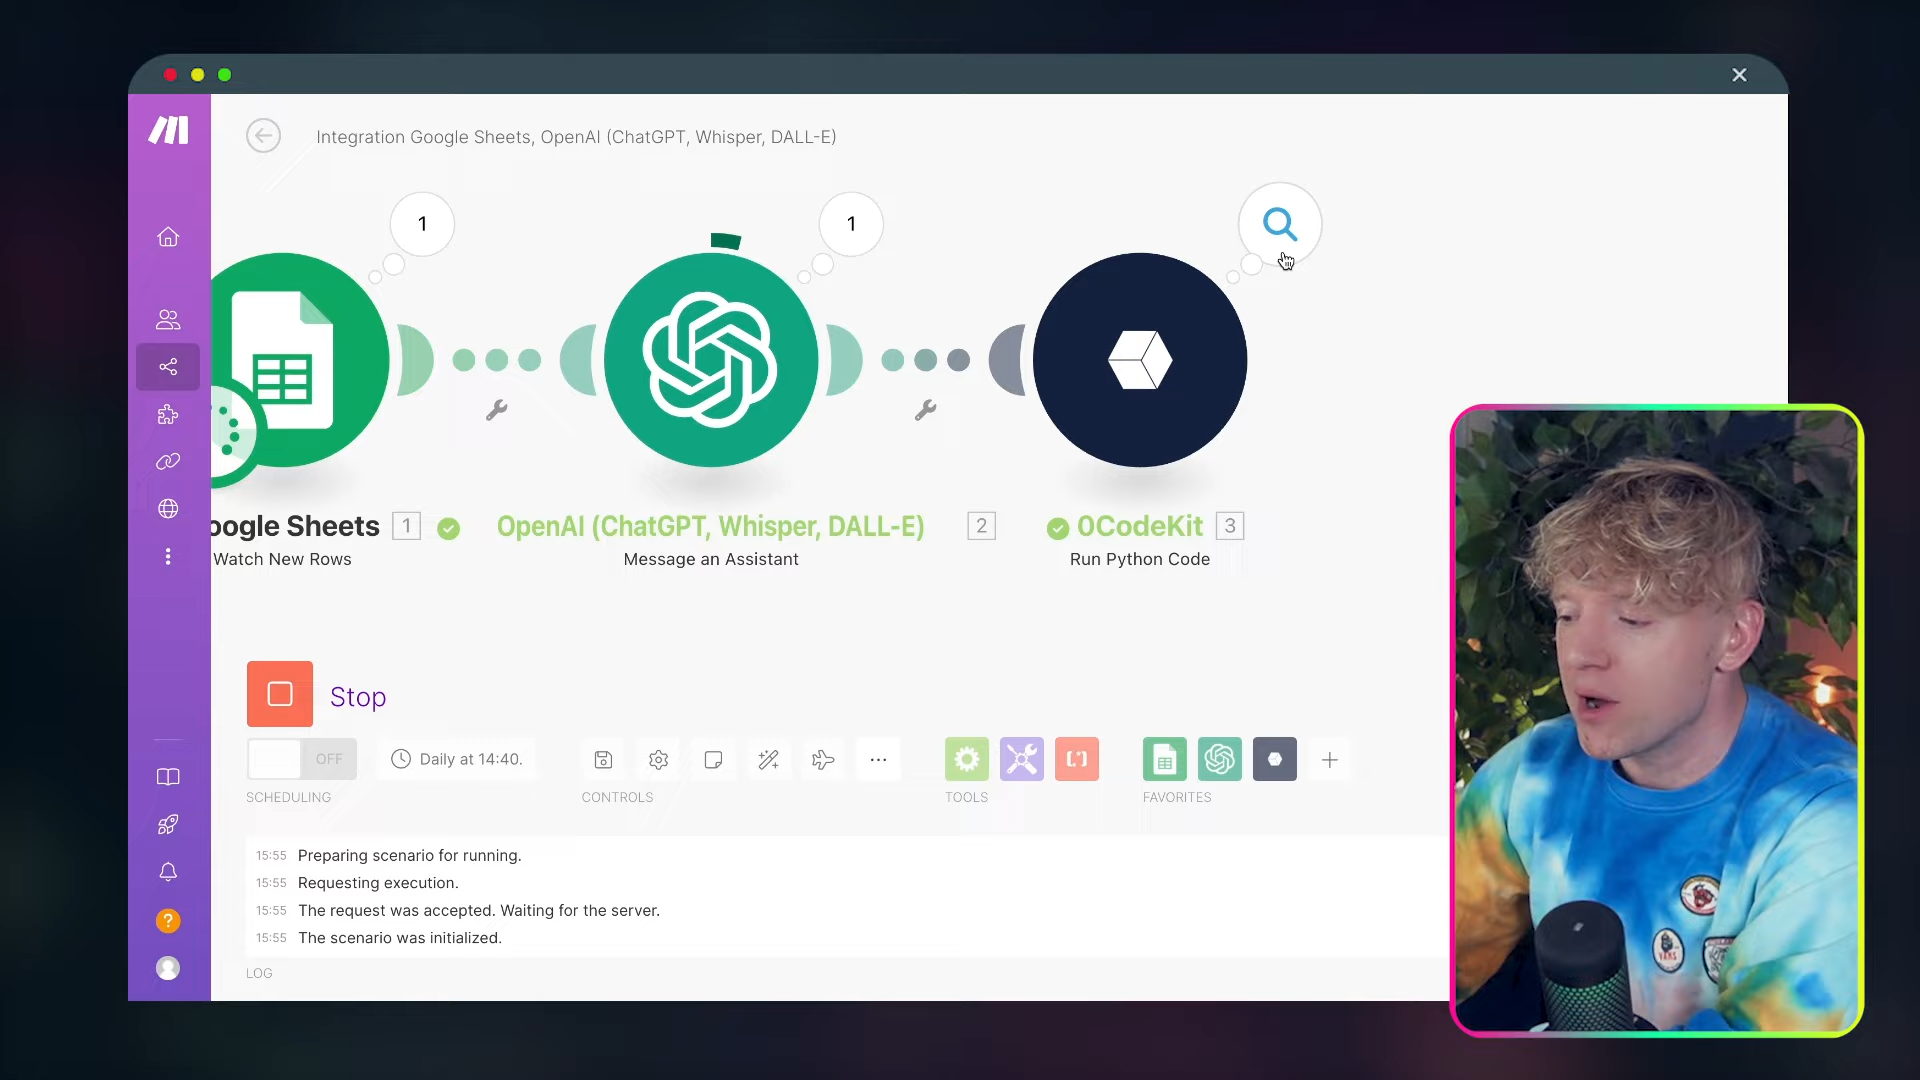 Integration Google Sheets, OpenAI (ChatGPT, Whisper, DALL-E)
1
1
oogle Sheets 1
Watch New Rows
OpenAI (ChatGPT, Whisper, DALL-E) 2
Message an Assistant
0CodeKit 3
Run Python Code
Stop
OFF
Daily at 14:40.
SCHEDULING
CONTROLS
TOOLS
FAVORITES
15:55 Preparing scenario for running.
15:55 Requesting execution.
15:55 The request was accepted. Waiting for the server.
15:55 The scenario was initialized.
LOG
?
VANS